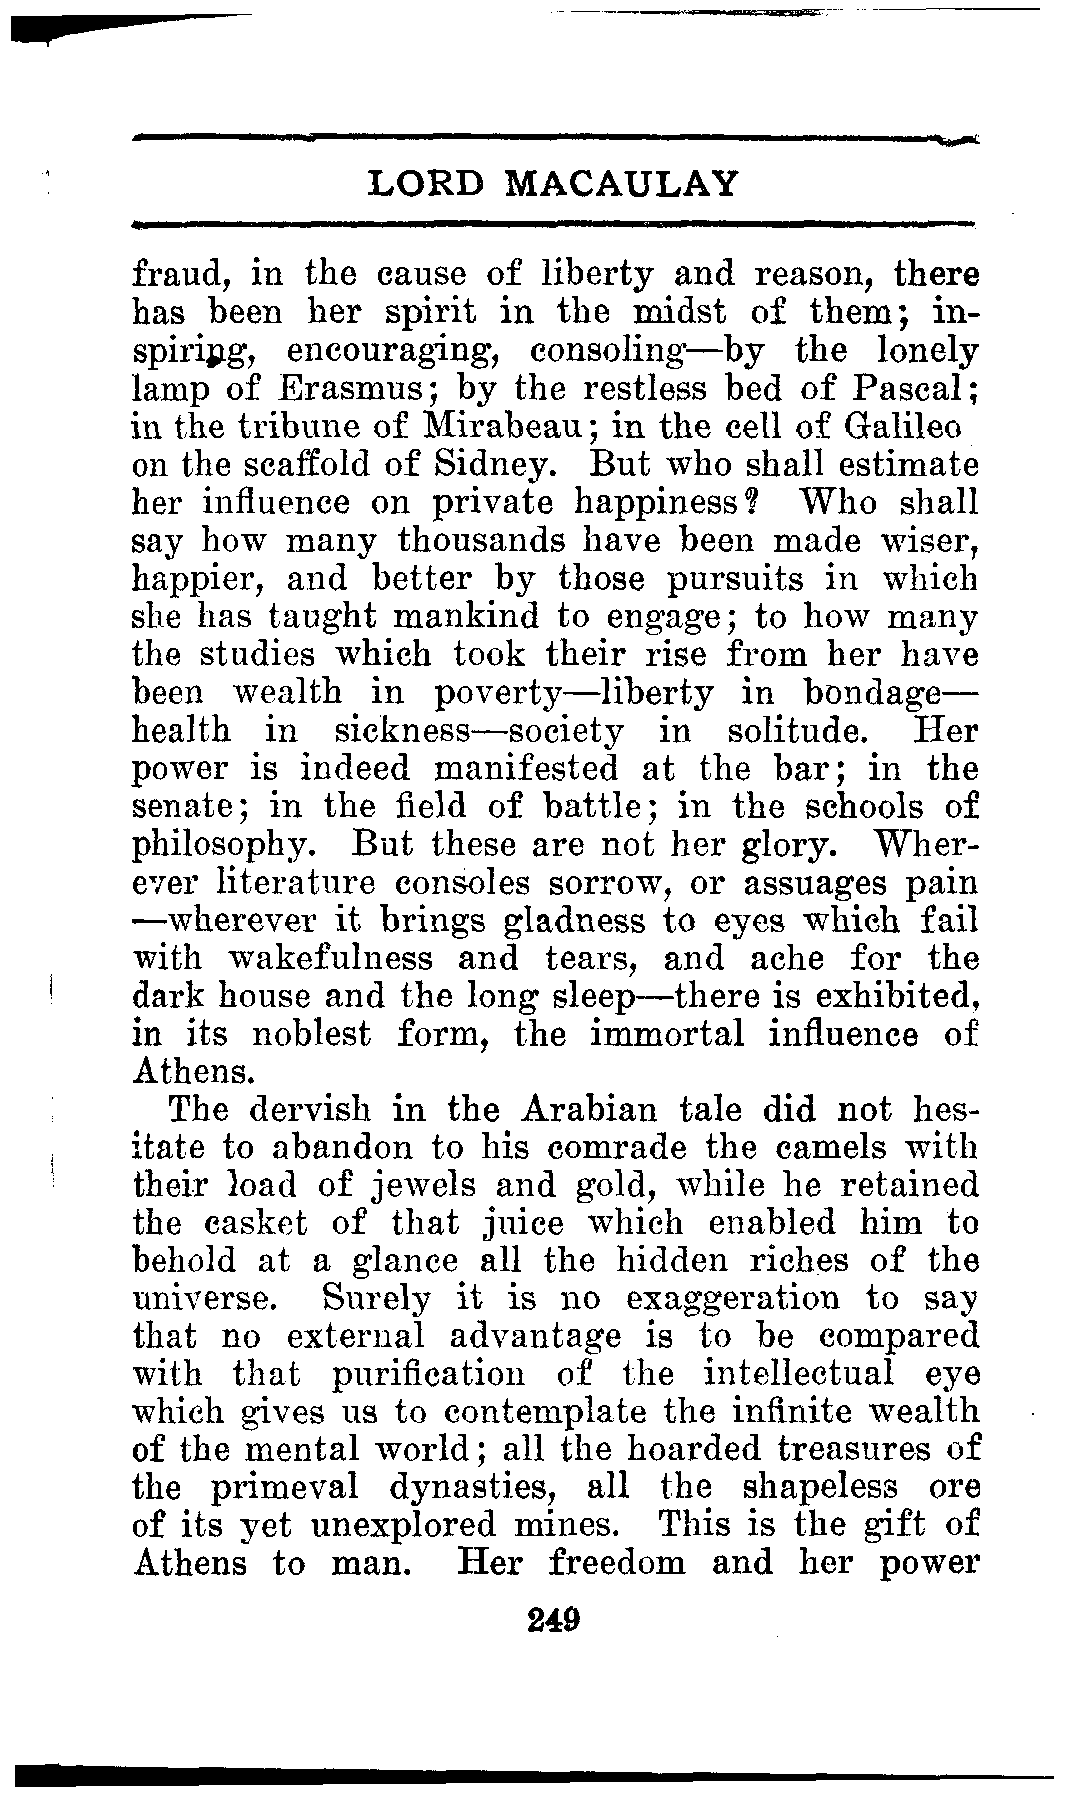 LORD MACAULAY
fraud, in the cause of liberty and reason, there
has been her spirit in the midst of them; in-
spiring, encouraging, consoling—by the lonely
lamp of Erasmus; by the restless bed of Pascal;
in the tribune of Mirabeau; in the cell of Galileo
on the scaffold of Sidney. But who shall estimate
her influence on private happiness? Who shall
say how many thousands have been made wiser,
happier, and better by those pursuits in which
she has taught mankind to engage; to how many
the studies which took their rise from her have
been wealth in poverty—liberty in bondage—
health in sickness—society in solitude. Her
power is indeed manifested at the bar; in the
senate; in the field of battle; in the schools of
philosophy. But these are not her glory. Wher-
ever literature consoles sorrow, or assuages pain
—wherever it brings gladness to eyes which fail
with wakefulness and tears, and ache for the
dark house and the long sleep—there is exhibited,
in its noblest form, the immortal influence of
Athens.
The dervish in the Arabian tale did not hes-
itate to abandon to his comrade the camels with
their load of jewels and gold, while he retained
the casket of that juice which enabled him to
behold at a glance all the hidden riches of the
universe. Surely it is no exaggeration to say
that no external advantage is to be compared
with that purification of the intellectual eye
which gives us to contemplate the infinite wealth
of the mental world; all the hoarded treasures of
the primeval dynasties, all the shapeless ore
of its yet unexplored mines. This is the gift of
Athens to man. Her freedom and her power
249